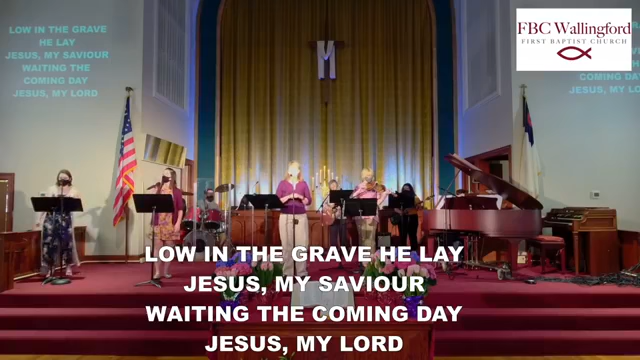 LOW IN THE GRAVE
HE LAY
JESUS, MY SAVIOUR
WAITING THE
COMING DAY
JESUS, MY LORD
FBC Wallingford
FIRST BAPTIST CHURCH
COMING DAY
JESUS, MY LO
LOW IN THE GRAVE HE LAY
JESUS, MY SAVIOUR
WAITING THE COMING DAY
JESUS, MY LORD